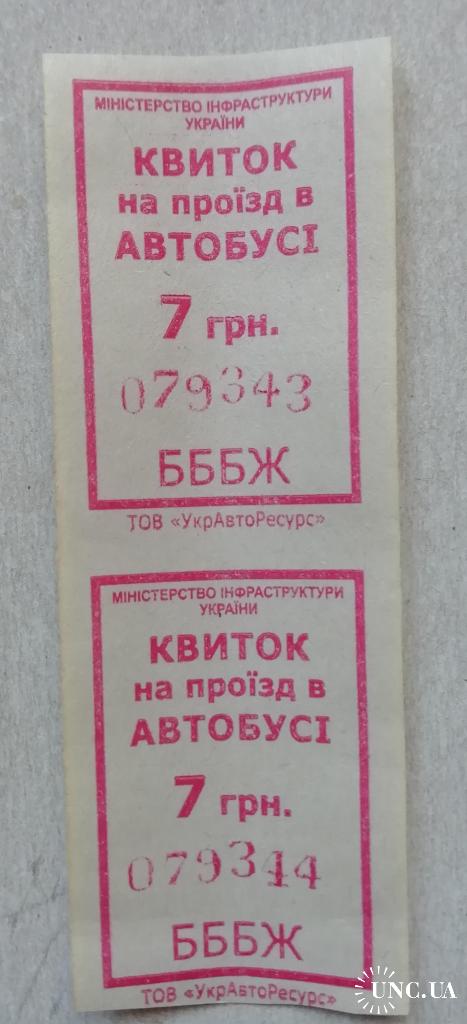 МІНІСТЕРСТВО ІНФРАСТРУКТУРИ
УКРАЇНИ
КВИТОК
на проїзд в
АВТОБУСІ
7 грн.
079343
БББЖ
ТОВ «УкрАвтоРесурс»
МІНІСТЕРСТВО ІНФРАСТРУКТУРИ
УКРАЇНИ
КВИТОК
на проїзд в
АВТОБУСІ
7 грн.
079344
БББЖ
ТОВ «УкрАвтоРесурс»
UNC.UA